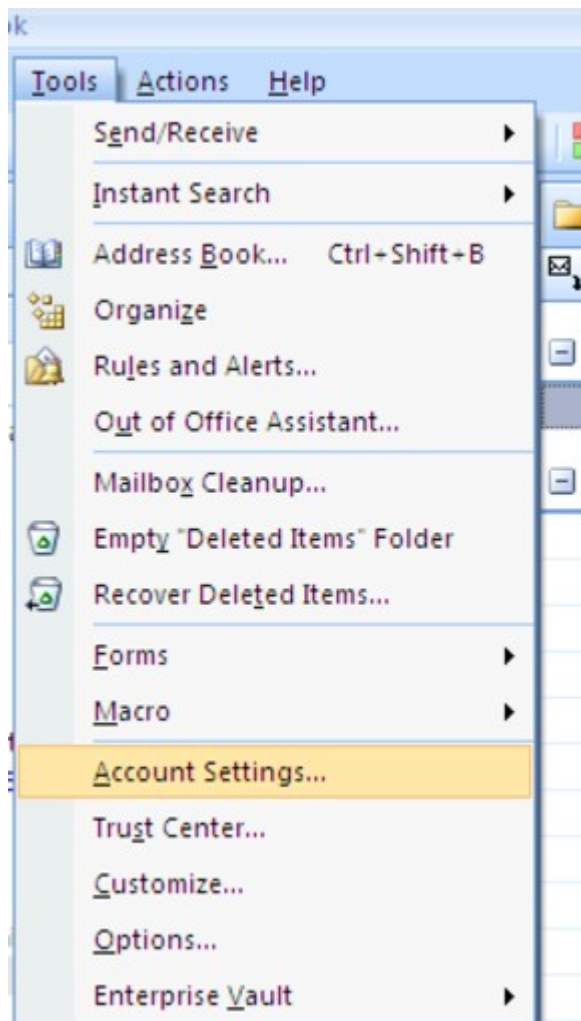 k
Tools Actions Help
Send/Receive
Instant Search
Address Book... Ctrl+Shift+B
Organize
Rules and Alerts...
Out of Office Assistant...
Mailbox Cleanup...
Empty "Deleted Items" Folder
Recover Deleted Items...
Forms
Macro
Account Settings...
Trust Center...
Customize...
Options...
Enterprise Vault